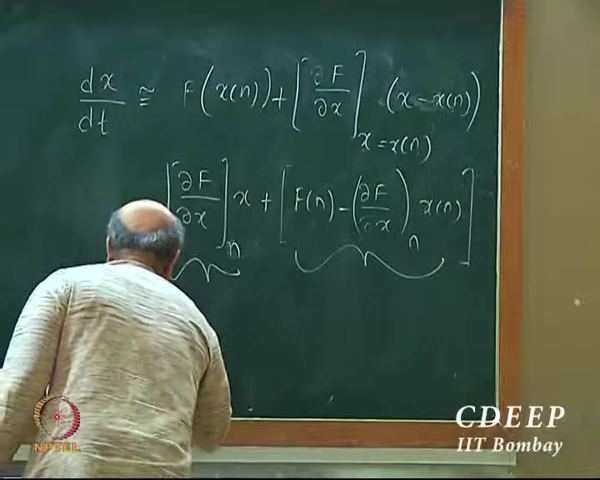 dx/dt ≅ F(x(n)) + [∂F/∂x]_{x=x(n)} (x − x(n))
[∂F/∂x]_n x + [F(n) − (∂F/∂x)_n x(n)]
NPTEL
CDEEP
IIT Bombay